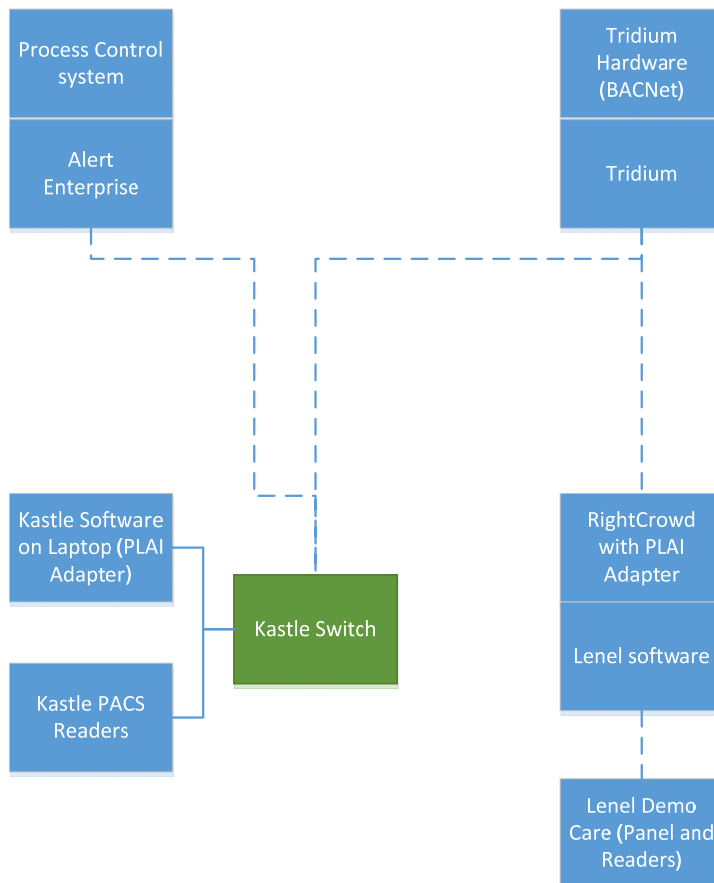 Process Control
system
Alert
Enterprise
Tridium
Hardware
(BACNet)
Tridium
Kastle Software
on Laptop (PLAI
Adapter)
Kastle PACS
Readers
Kastle Switch
RightCrowd
with PLAI
Adapter
Lenel software
Lenel Demo
Care (Panel and
Readers)